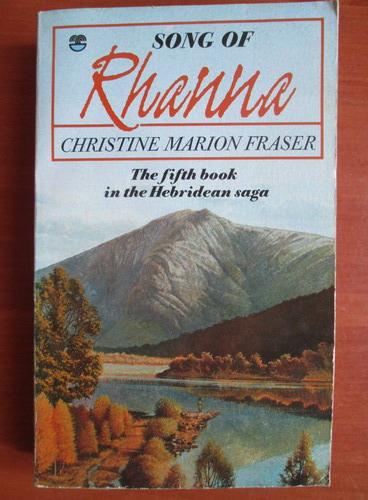 SONG OF
Rhanna
CHRISTINE MARION FRASER
The fifth book
in the Hebridean saga